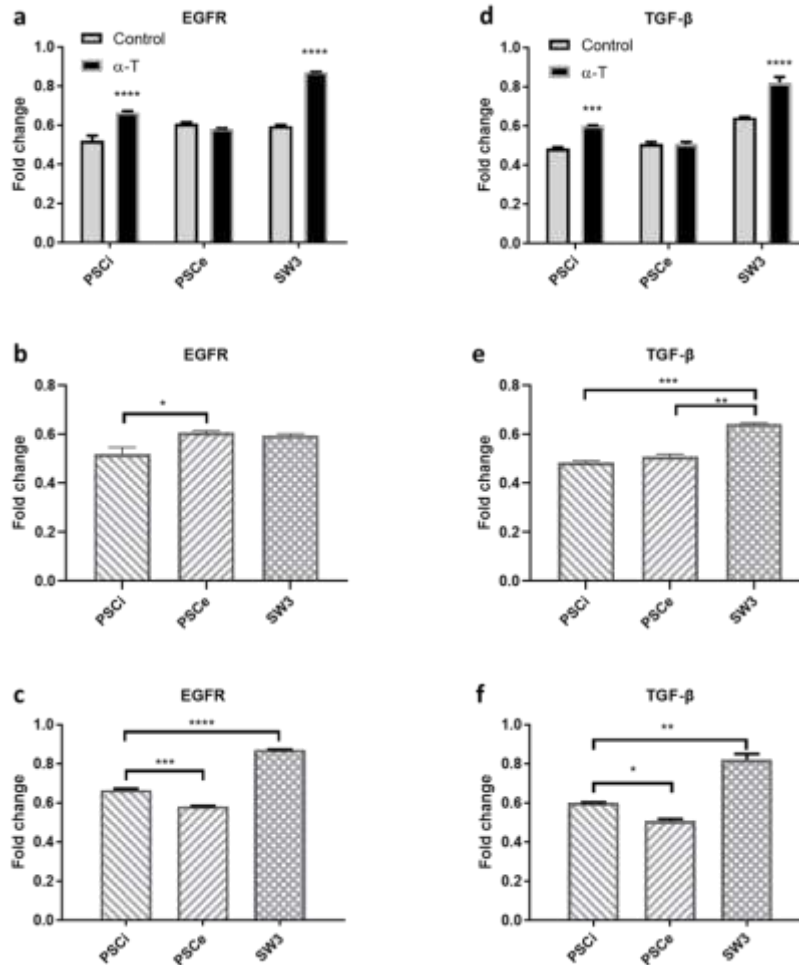 a
EGFR
Control
α-T
****
****
Fold change
1.0
0.8
0.6
0.4
0.2
0.0
PSCi
PSCe
SW3
d
TGF-β
Control
α-T
***
****
Fold change
1.0
0.8
0.6
0.4
0.2
0.0
PSCi
PSCe
SW3
b
EGFR
*
Fold change
0.8
0.6
0.4
0.2
0.0
PSCi
PSCe
SW3
e
TGF-β
***
**
Fold change
0.8
0.6
0.4
0.2
0.0
PSCi
PSCe
SW3
c
EGFR
****
***
Fold change
1.0
0.8
0.6
0.4
0.2
0.0
PSCi
PSCe
SW3
f
TGF-β
**
*
Fold change
1.0
0.8
0.6
0.4
0.2
0.0
PSCi
PSCe
SW3